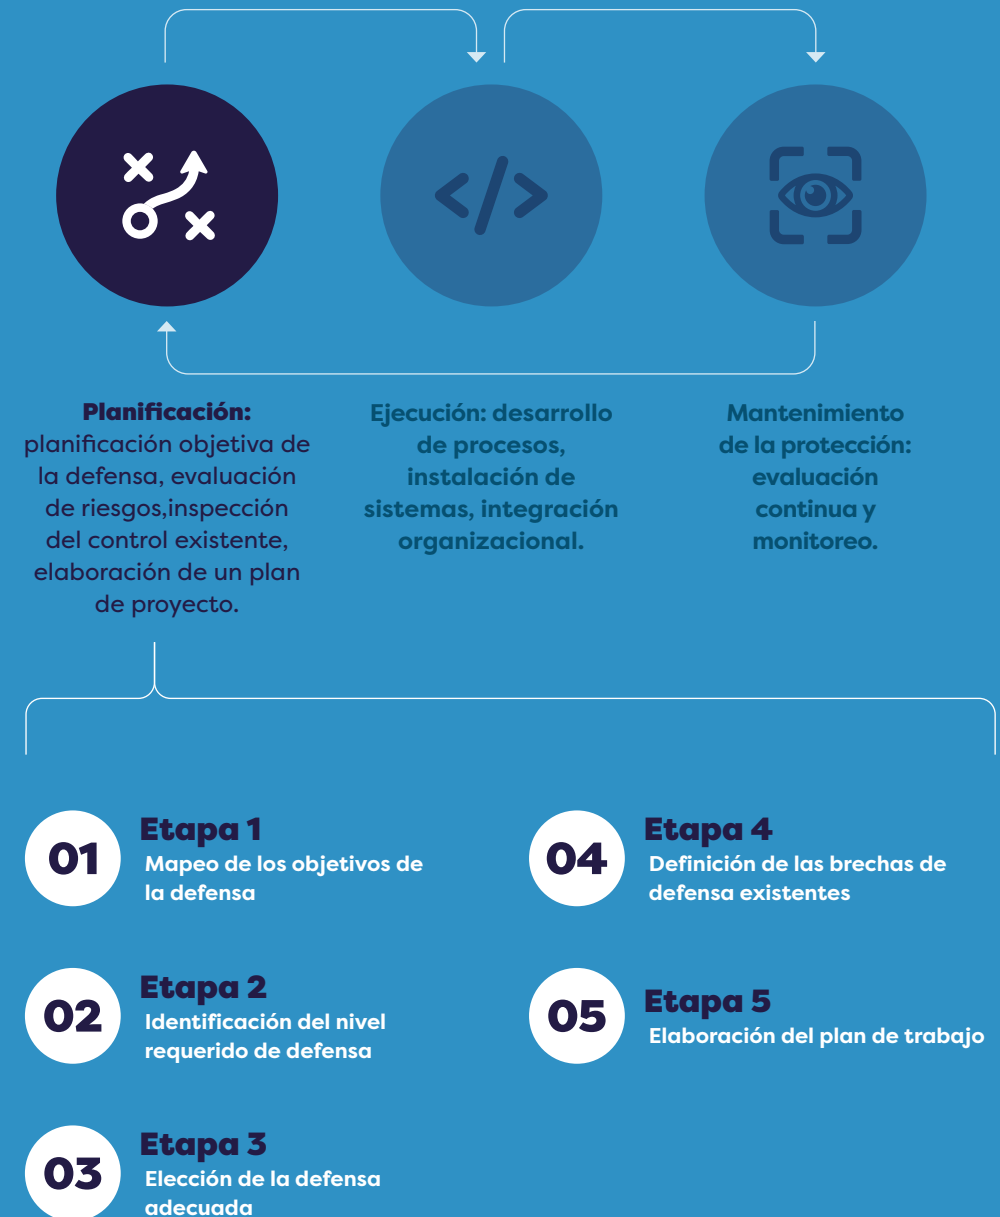 </>
Planificación:
planificación objetiva de
la defensa, evaluación
de riesgos,inspección
del control existente,
elaboración de un plan
de proyecto.
Ejecución: desarrollo
de procesos,
instalación de
sistemas, integración
organizacional.
Mantenimiento
de la protección:
evaluación
continua y
monitoreo.
01
Etapa 1
Mapeo de los objetivos de
la defensa
02
Etapa 2
Identificación del nivel
requerido de defensa
03
Etapa 3
Elección de la defensa
adecuada
04
Etapa 4
Definición de las brechas de
defensa existentes
05
Etapa 5
Elaboración del plan de trabajo